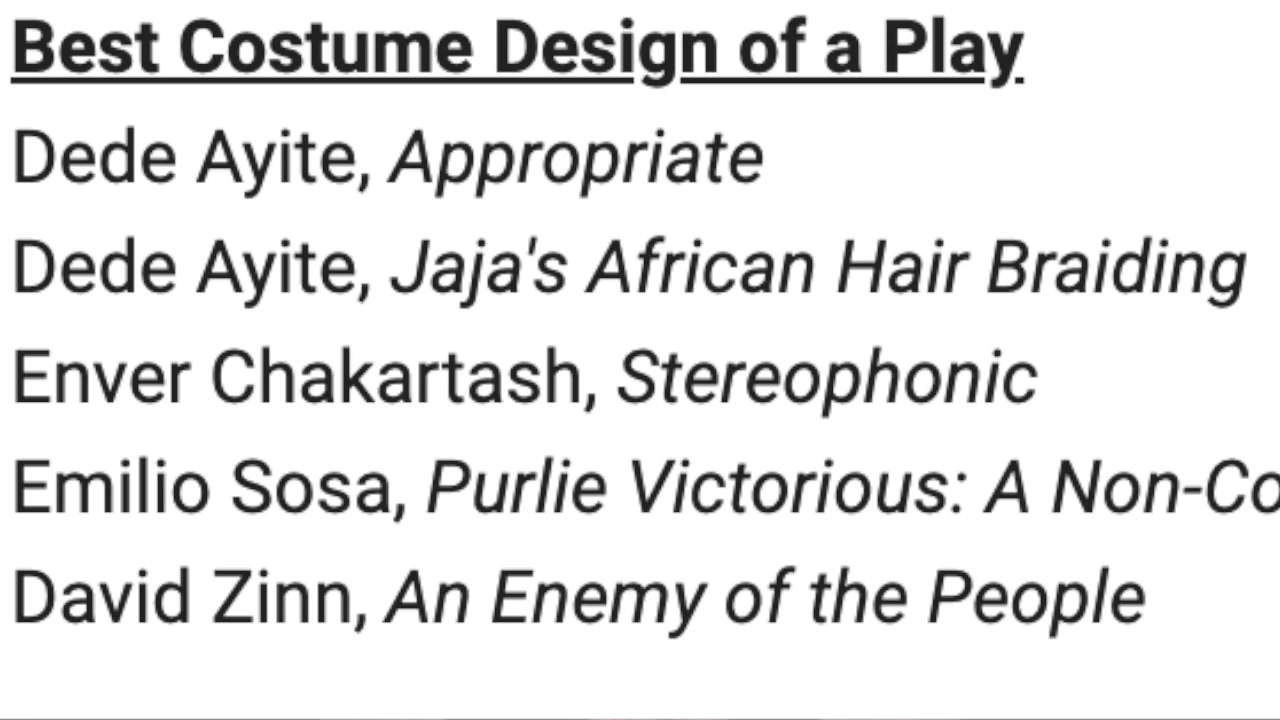 Best Costume Design of a Play
Dede Ayite, Appropriate
Dede Ayite, Jaja's African Hair Braiding
Enver Chakartash, Stereophonic
Emilio Sosa, Purlie Victorious: A Non-Co
David Zinn, An Enemy of the People